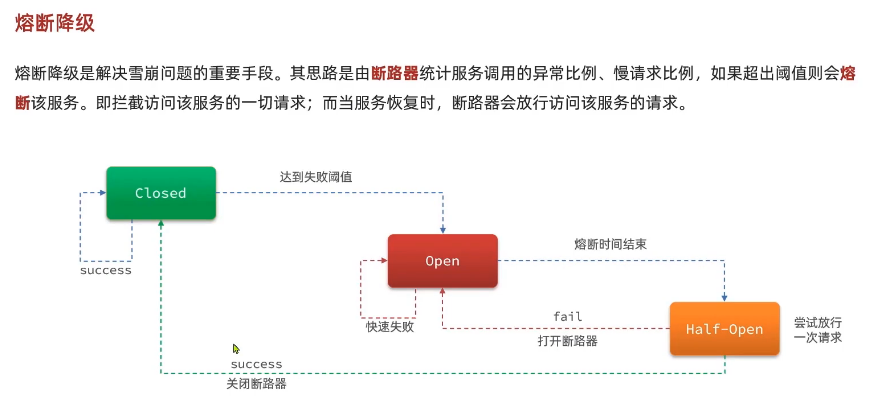 熔断降级
熔断降级是解决雪崩问题的重要手段。其思路是由断路器统计服务调用的异常比例、慢请求比例，如果超出阈值则会熔
断该服务。即拦截访问该服务的一切请求；而当服务恢复时，断路器会放行访问该服务的请求。
Closed
达到失败阈值
success
Open
熔断时间结束
快速失败
fail
打开断路器
Half-Open
尝试放行
一次请求
success
关闭断路器